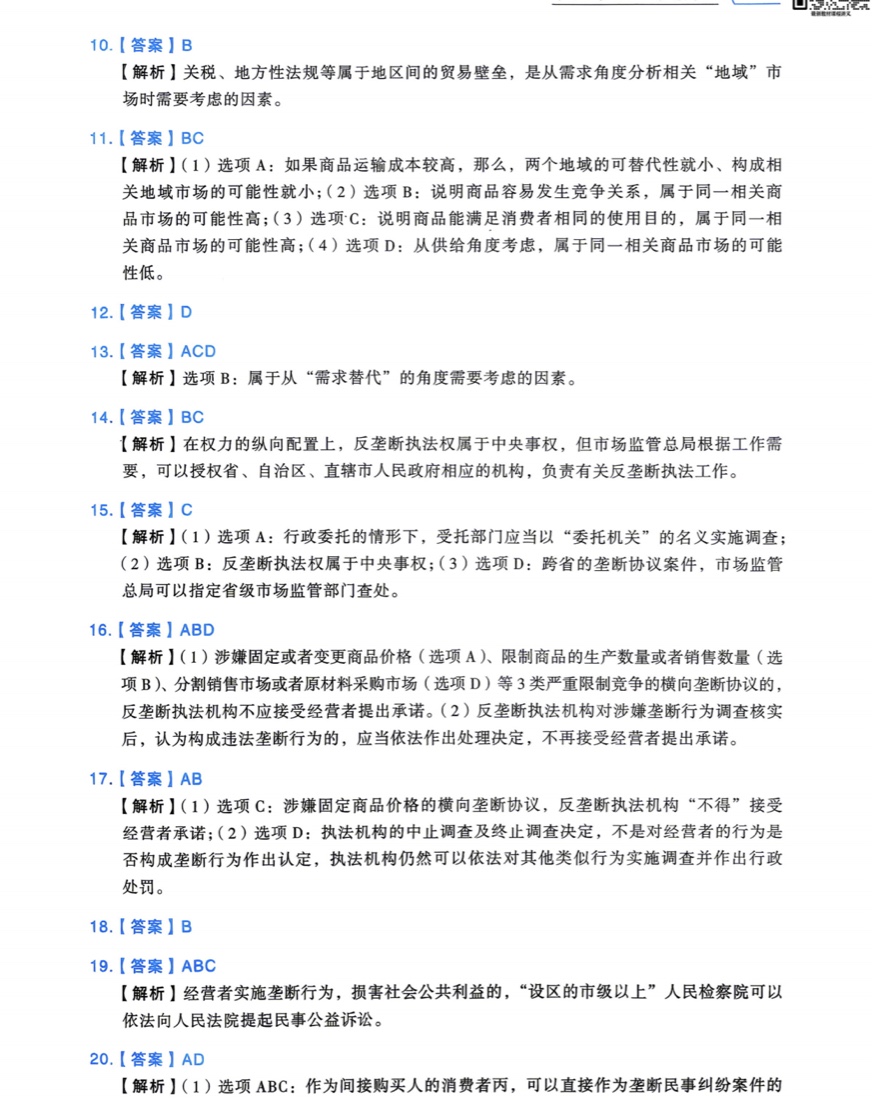 10.【答案】B
【解析】关税、地方性法规等属于地区间的贸易壁垒，是从需求角度分析相关“地域”市
场时需要考虑的因素。
11.【答案】BC
【解析】（1）选项 A：如果商品运输成本较高，那么，两个地域的可替代性就小、构成相
关地域市场的可能性就小；（2）选项 B：说明商品容易发生竞争关系，属于同一相关商
品市场的可能性高；（3）选项 C：说明商品能满足消费者相同的使用目的，属于同一相
关商品市场的可能性高；（4）选项 D：从供给角度考虑，属于同一相关商品市场的可能
性低。
12.【答案】D
13.【答案】ACD
【解析】选项 B：属于从“需求替代”的角度需要考虑的因素。
14.【答案】BC
【解析】在权力的纵向配置上，反垄断执法权属于中央事权，但市场监管总局根据工作需
要，可以授权省、自治区、直辖市人民政府相应的机构，负责有关反垄断执法工作。
15.【答案】C
【解析】（1）选项 A：行政委托的情形下，受托部门应当以“委托机关”的名义实施调查；
（2）选项 B：反垄断执法权属于中央事权；（3）选项 D：跨省的垄断协议案件，市场监管
总局可以指定省级市场监管部门查处。
16.【答案】ABD
【解析】（1）涉嫌固定或者变更商品价格（选项 A）、限制商品的生产数量或者销售数量（选
项 B）、分割销售市场或者原材料采购市场（选项 D）等 3 类严重限制竞争的横向垄断协议的，
反垄断执法机构不应接受经营者提出承诺。（2）反垄断执法机构对涉嫌垄断行为调查核实
后，认为构成违法垄断行为的，应当依法作出处理决定，不再接受经营者提出承诺。
17.【答案】AB
【解析】（1）选项 C：涉嫌固定商品价格的横向垄断协议，反垄断执法机构“不得”接受
经营者承诺；（2）选项 D：执法机构的中止调查及终止调查决定，不是对经营者的行为是
否构成垄断行为作出认定，执法机构仍然可以依法对其他类似行为实施调查并作出行政
处罚。
18.【答案】B
19.【答案】ABC
【解析】经营者实施垄断行为，损害社会公共利益的，“设区的市级以上”人民检察院可以
依法向人民法院提起民事公益诉讼。
20.【答案】AD
【解析】（1）选项 ABC：作为间接购买人的消费者丙，可以直接作为垄断民事纠纷案件的